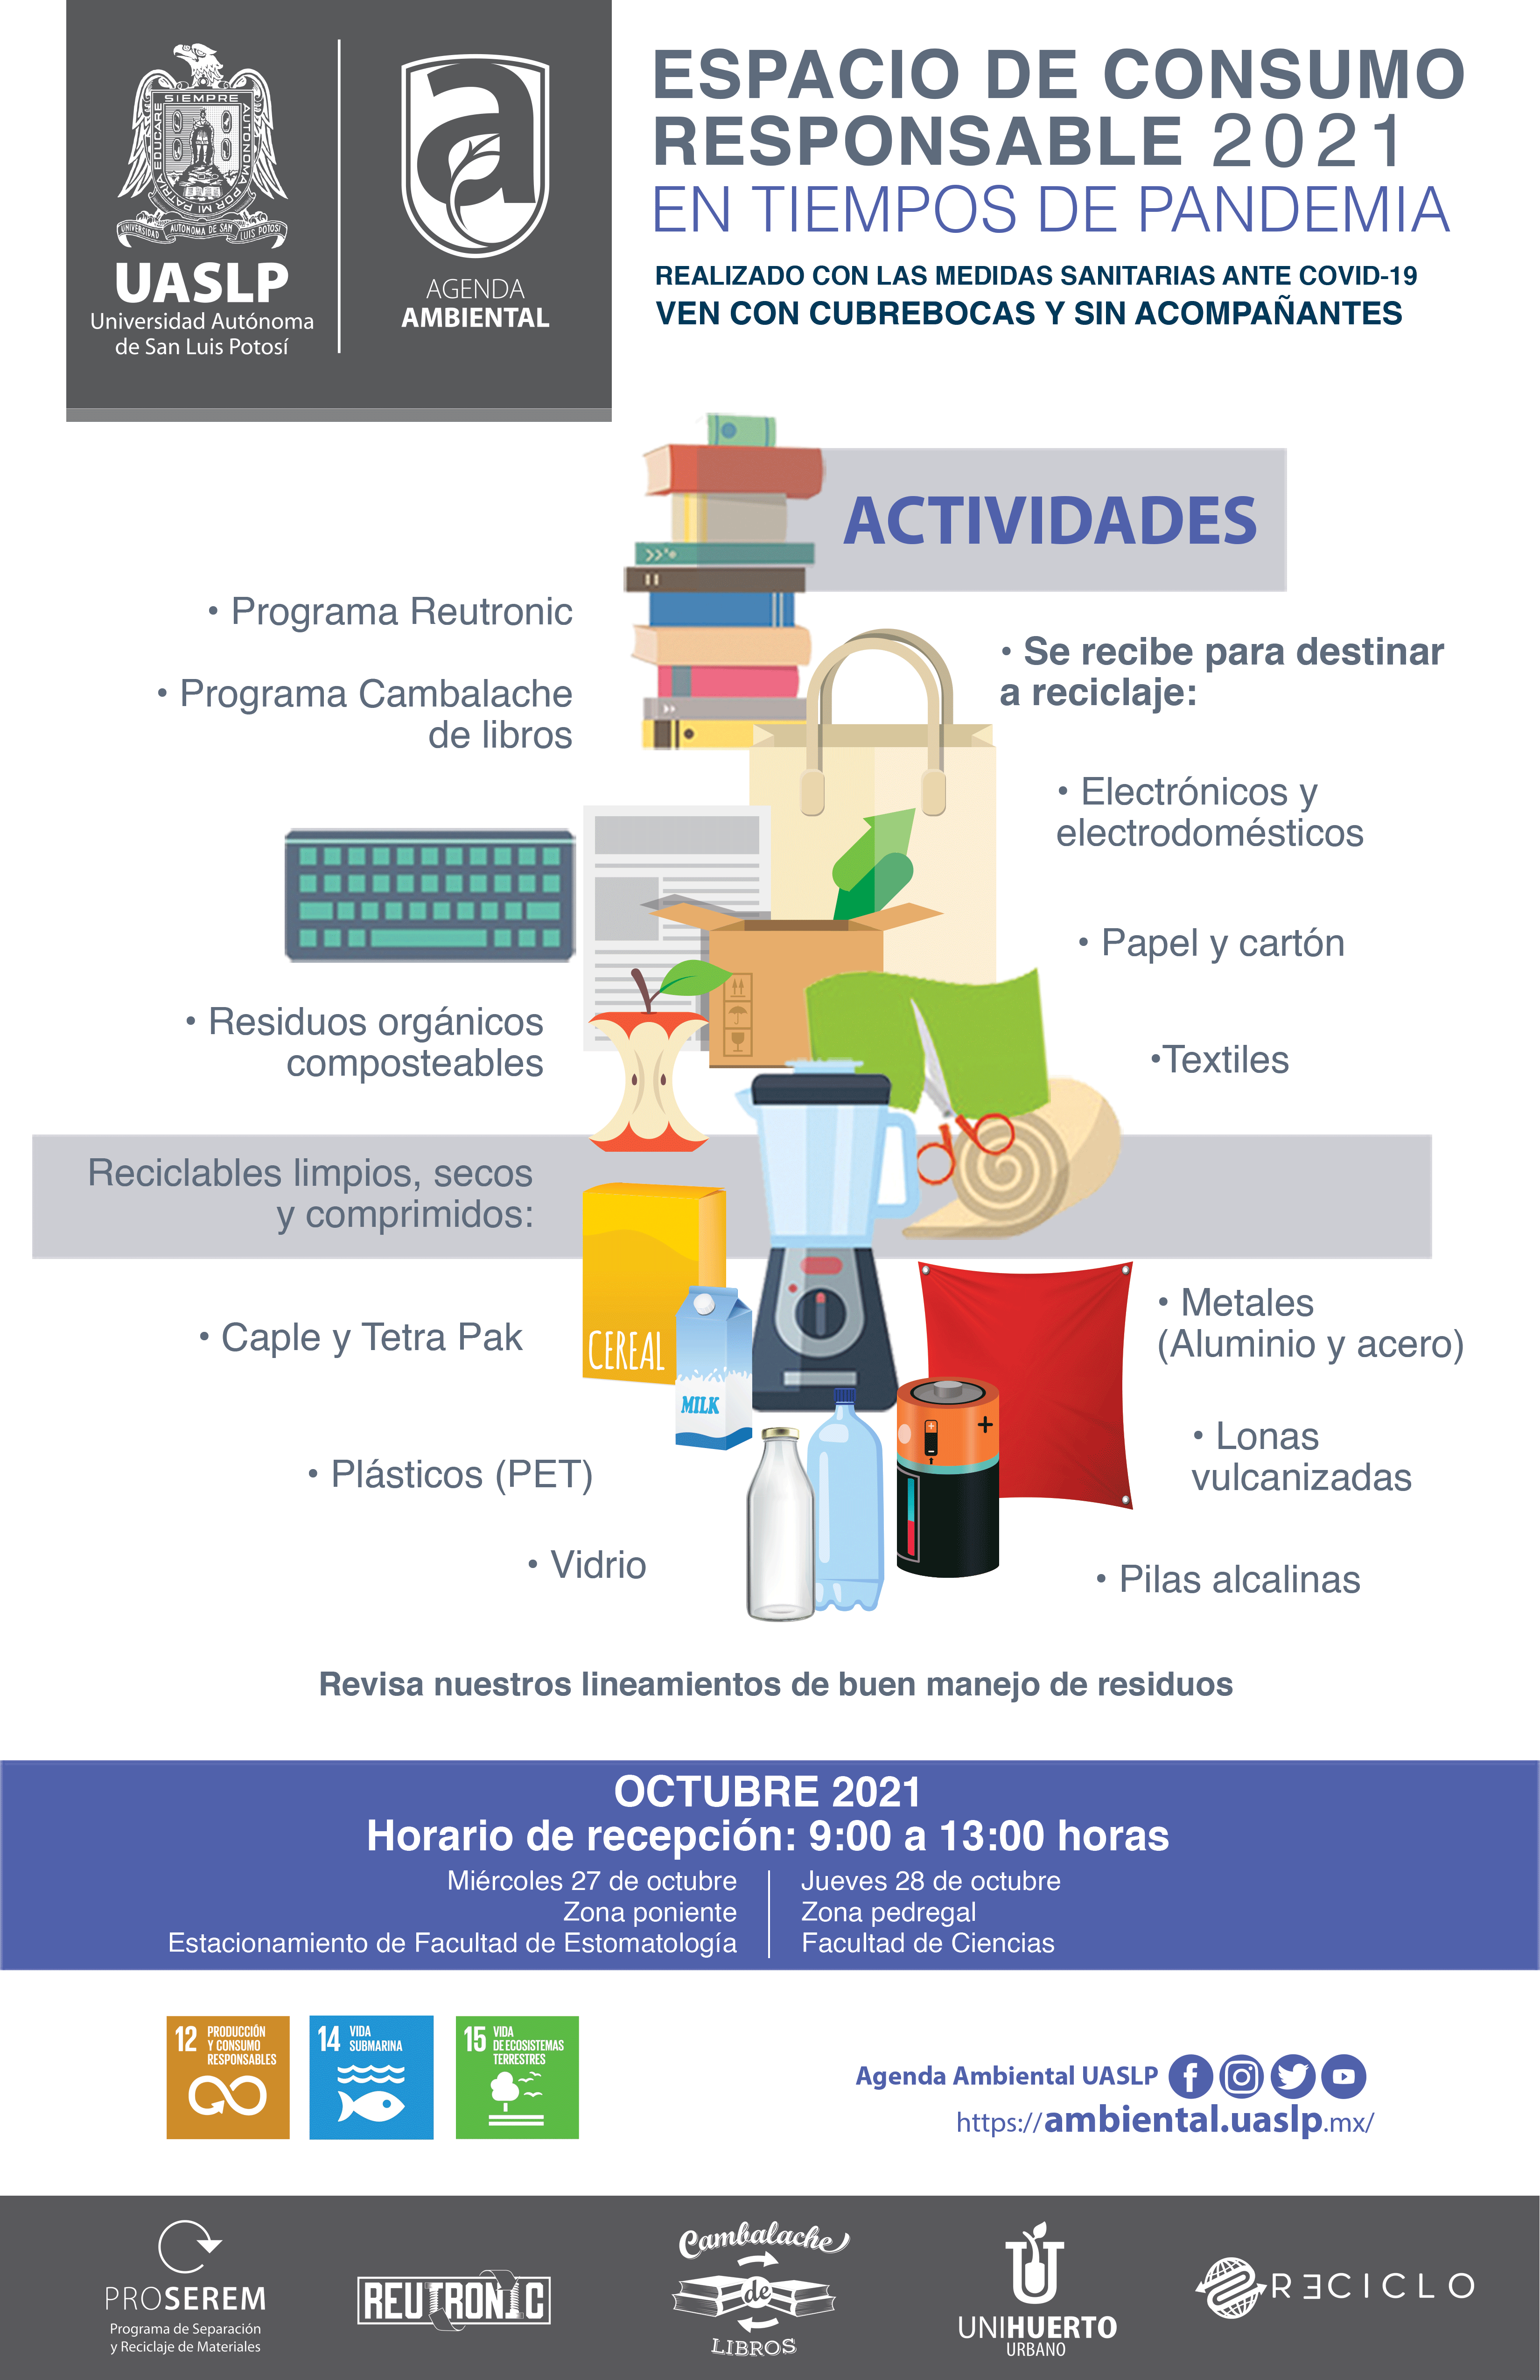 SIEMPRE AUTONOMA
POR MI PATRIA EDUCARE
UNIVERSIDAD AUTONOMA DE SAN LUIS POTOSI
UASLP
Universidad Autónoma
de San Luis Potosí
a
AGENDA
AMBIENTAL
ESPACIO DE CONSUMO
RESPONSABLE 2021
EN TIEMPOS DE PANDEMIA
REALIZADO CON LAS MEDIDAS SANITARIAS ANTE COVID-19
VEN CON CUBREBOCAS Y SIN ACOMPAÑANTES
ACTIVIDADES
• Programa Reutronic
• Programa Cambalache
de libros
• Se recibe para destinar
a reciclaje:
• Electrónicos y
electrodomésticos
• Papel y cartón
• Residuos orgánicos
composteables
•Textiles
Reciclables limpios, secos
y comprimidos:
• Caple y Tetra Pak
CEREAL
MILK
• Metales
(Aluminio y acero)
• Plásticos (PET)
• Lonas
vulcanizadas
• Vidrio
• Pilas alcalinas
Revisa nuestros lineamientos de buen manejo de residuos
OCTUBRE 2021
Horario de recepción: 9:00 a 13:00 horas
Miércoles 27 de octubre
Zona poniente
Estacionamiento de Facultad de Estomatología
Jueves 28 de octubre
Zona pedregal
Facultad de Ciencias
12 PRODUCCIÓN
Y CONSUMO
RESPONSABLES
14 VIDA
SUBMARINA
15 VIDA
DE ECOSISTEMAS
TERRESTRES
Agenda Ambiental UASLP
https://ambiental.uaslp.mx/
PROSEREM
Programa de Separación
y Reciclaje de Materiales
REUTRONIC
Cambalache
de
LIBROS
UNIHUERTO
URBANO
RECICLO